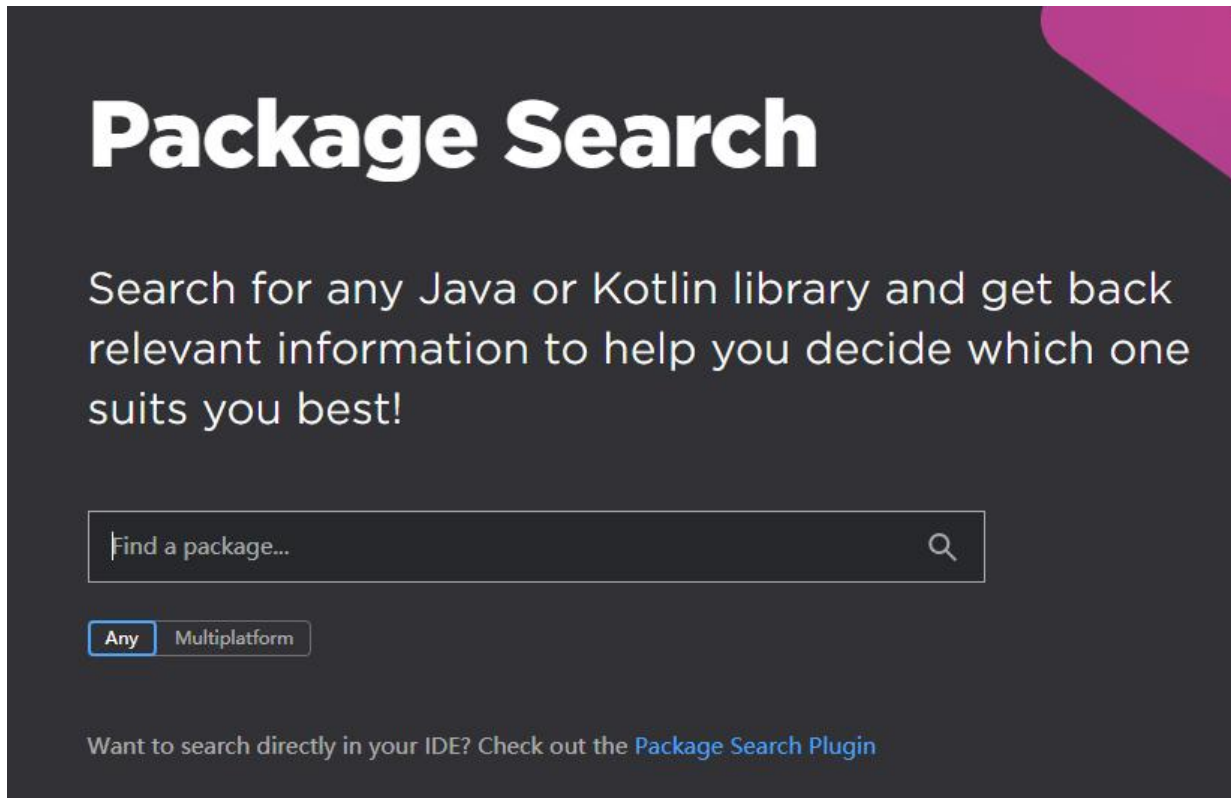 Package Search
Search for any Java or Kotlin library and get back
relevant information to help you decide which one
suits you best!
Find a package...
Any Multiplatform
Want to search directly in your IDE? Check out the Package Search Plugin